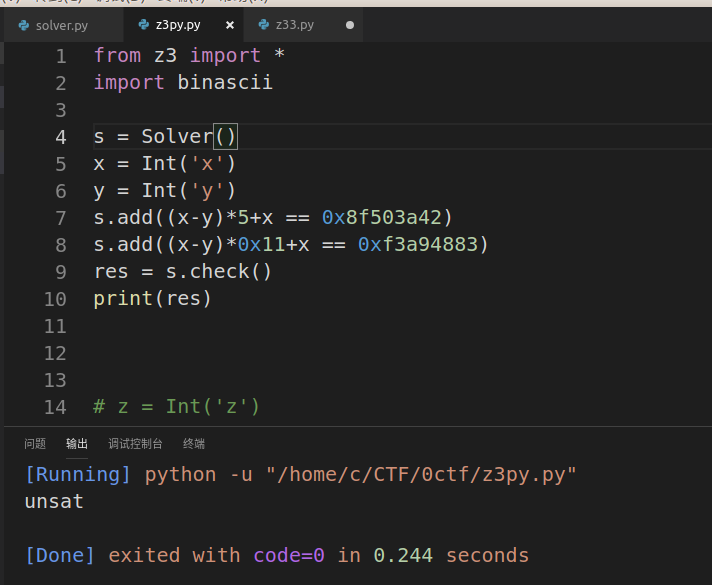 solver.py z3py.py × z33.py ●
1 from z3 import *
2 import binascii
3
4 s = Solver()
5 x = Int('x')
6 y = Int('y')
7 s.add((x-y)*5+x == 0x8f503a42)
8 s.add((x-y)*0x11+x == 0xf3a94883)
9 res = s.check()
10 print(res)
11
12
13
14 # z = Int('z')
问题 输出 调试控制台 终端
[Running] python -u "/home/c/CTF/0ctf/z3py.py"
unsat
[Done] exited with code=0 in 0.244 seconds